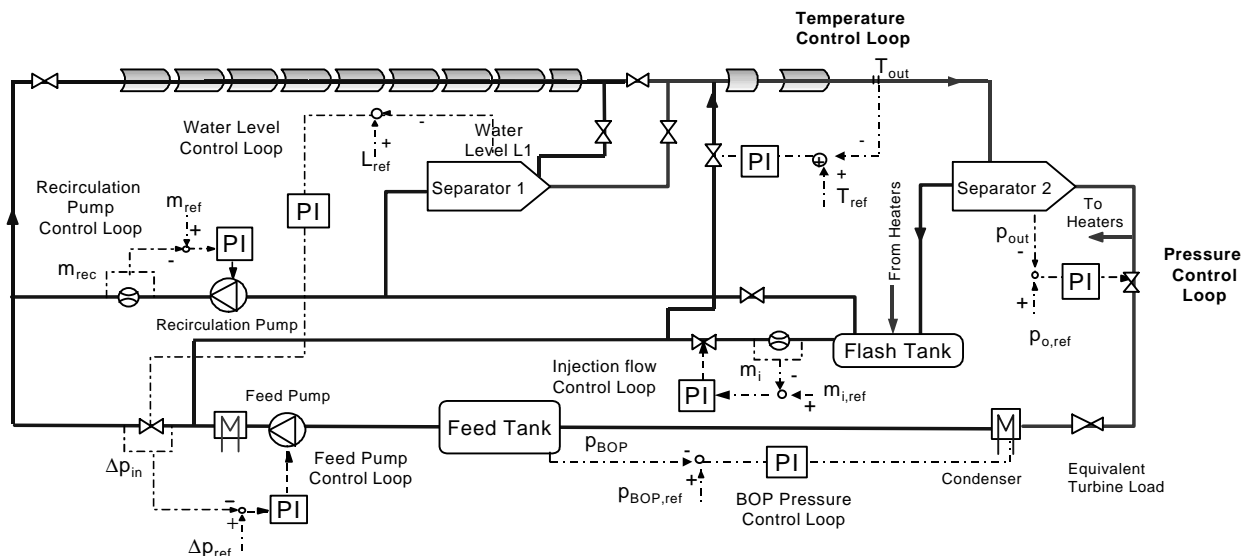 Temperature
Control Loop
T_out
Water Level
Control Loop
+
-
L_ref
Water
Level L1
Separator 1
PI
-
+
T_ref
Separator 2
To
Heaters
From Heaters
p_out
-
+
PI
p_o,ref
Pressure
Control
Loop
Recirculation
Pump
Control Loop
m_ref
+
-
PI
m_rec
PI
Recirculation Pump
Flash Tank
Injection flow
Control Loop
m_i
-
+
m_i,ref
PI
Feed Pump
M
Feed Tank
M
Δp_in
Feed Pump
Control Loop
p_BOP
-
+
PI
p_BOP,ref
BOP Pressure
Control Loop
Condenser
Equivalent
Turbine Load
-
+
PI
Δp_ref